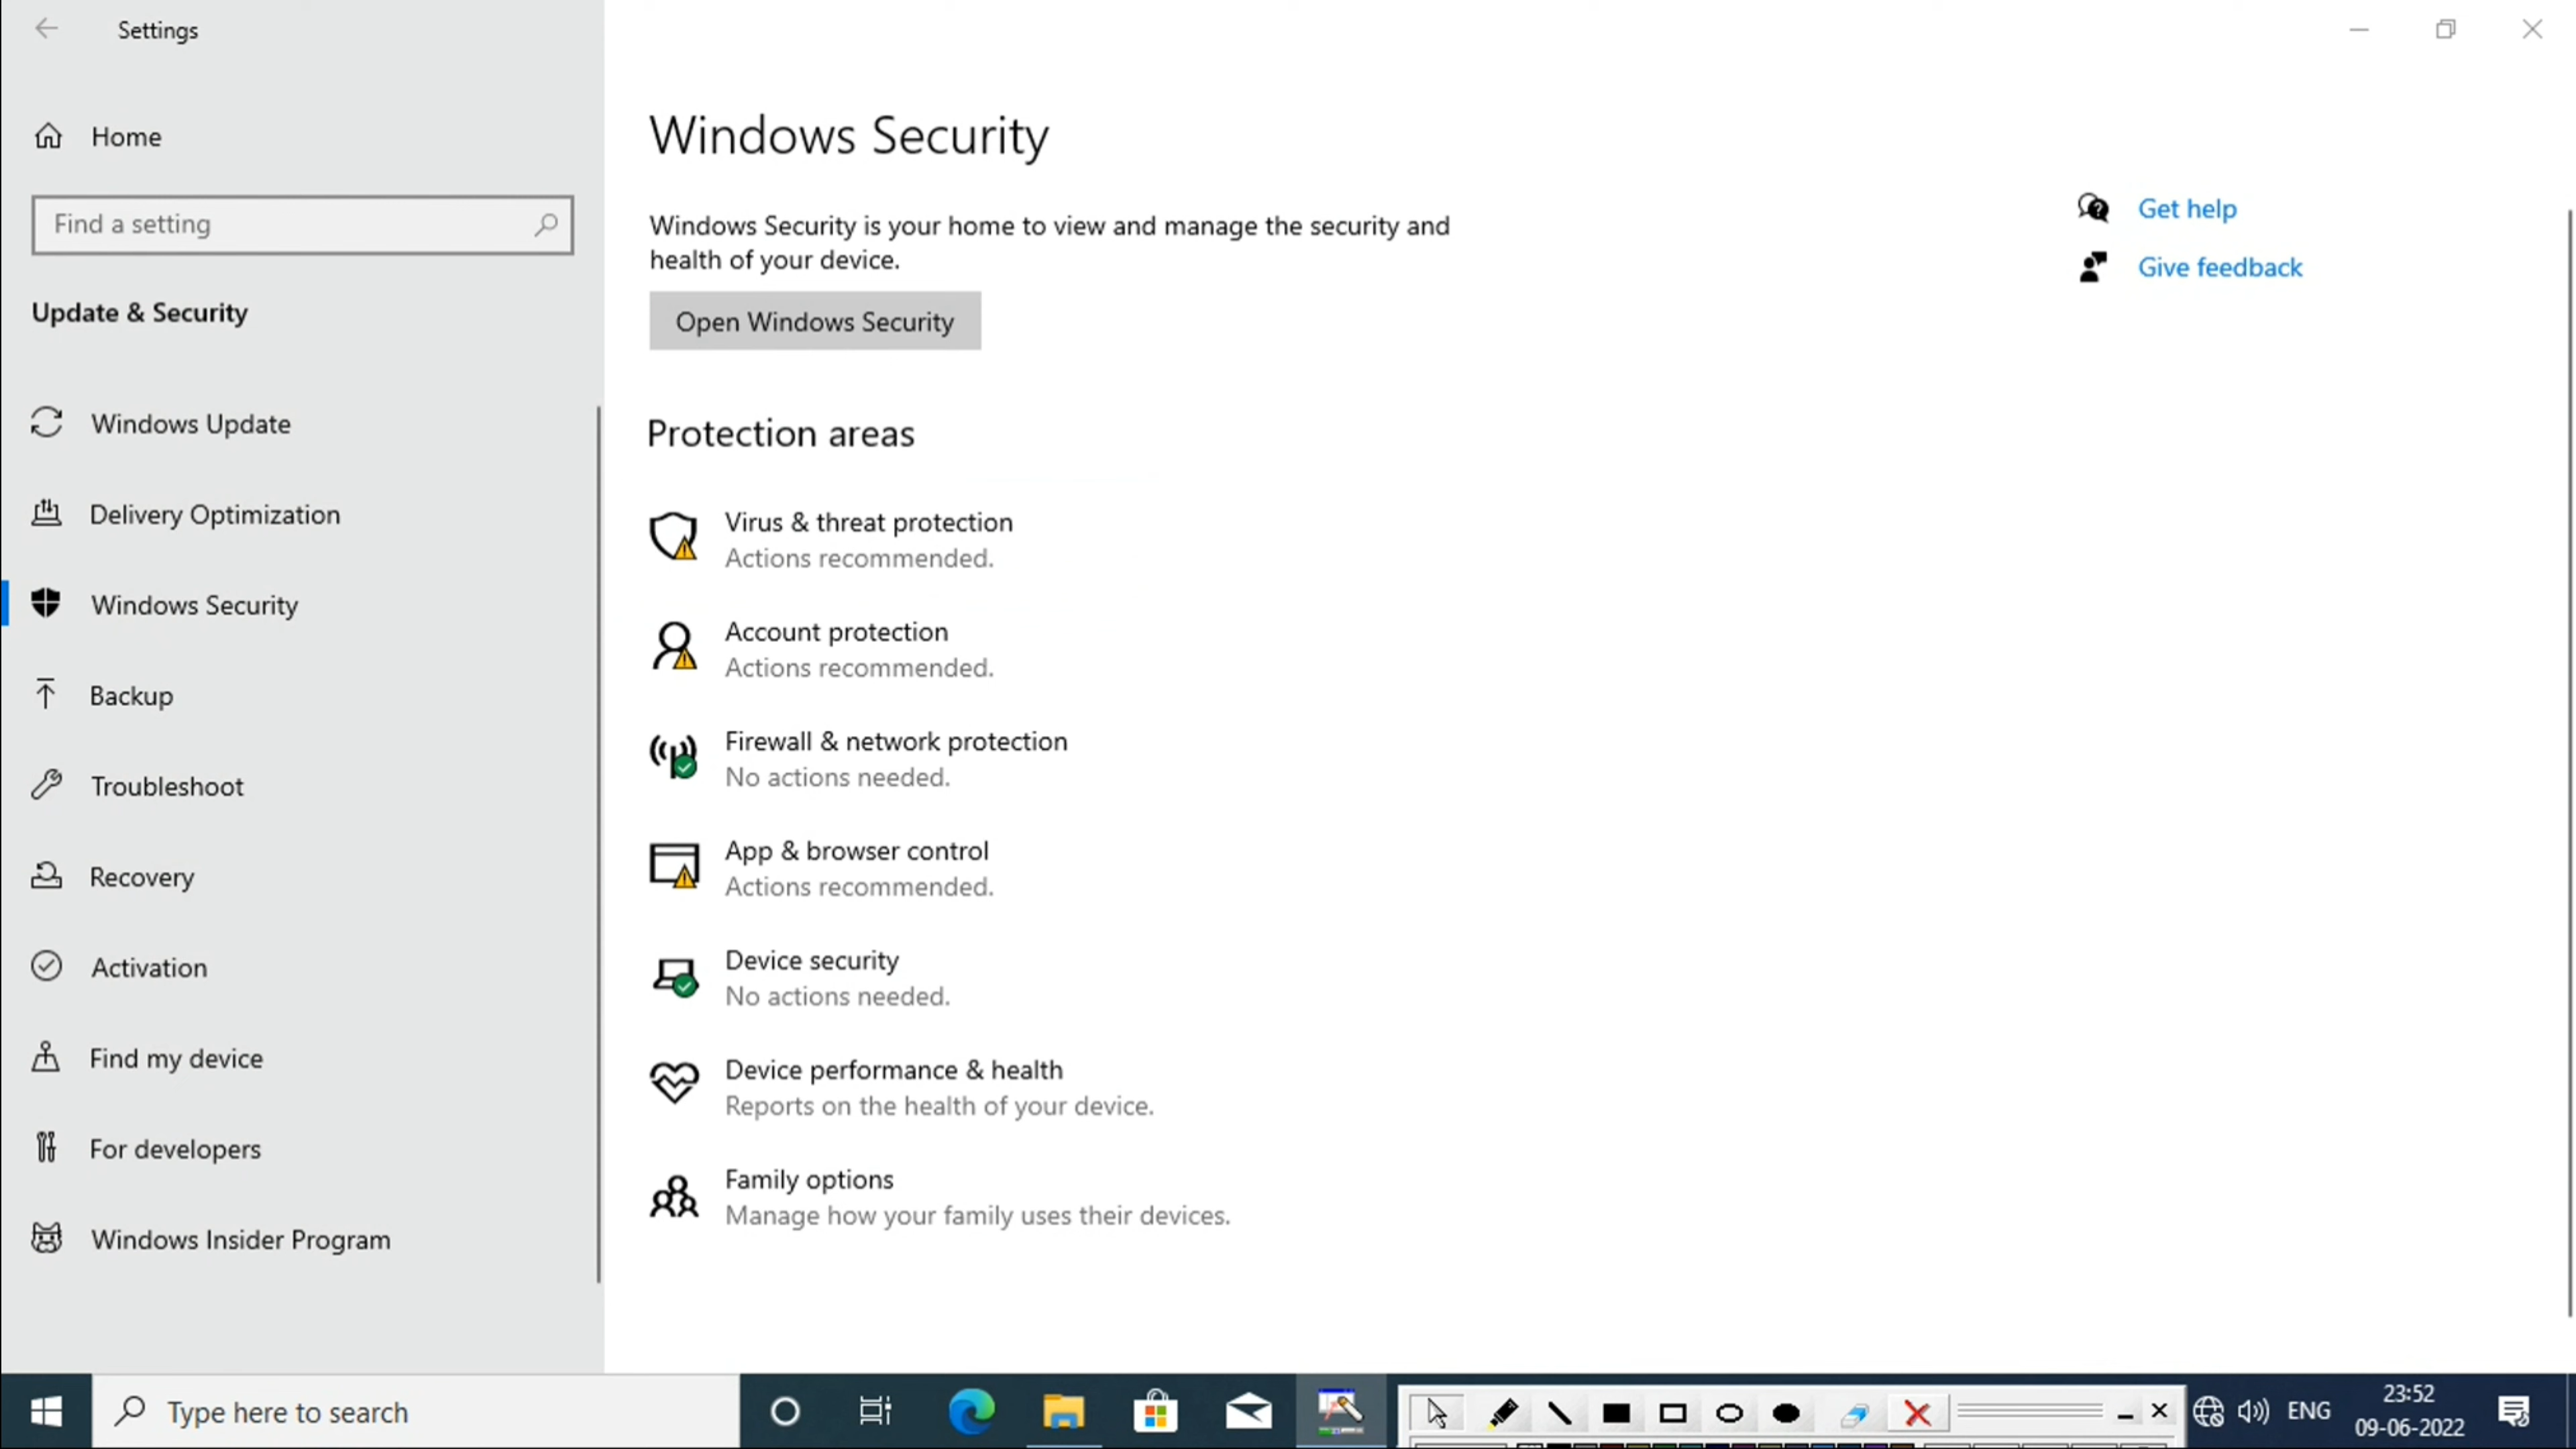 Settings
Home
Find a setting
Update & Security
Windows Update
Delivery Optimization
Windows Security
Backup
Troubleshoot
Recovery
Activation
Find my device
For developers
Windows Insider Program
Windows Security
Windows Security is your home to view and manage the security and
health of your device.
Open Windows Security
Protection areas
Virus & threat protection
Actions recommended.
Account protection
Actions recommended.
Firewall & network protection
No actions needed.
App & browser control
Actions recommended.
Device security
No actions needed.
Device performance & health
Reports on the health of your device.
Family options
Manage how your family uses their devices.
Get help
Give feedback
Type here to search
ENG
23:52
09-06-2022